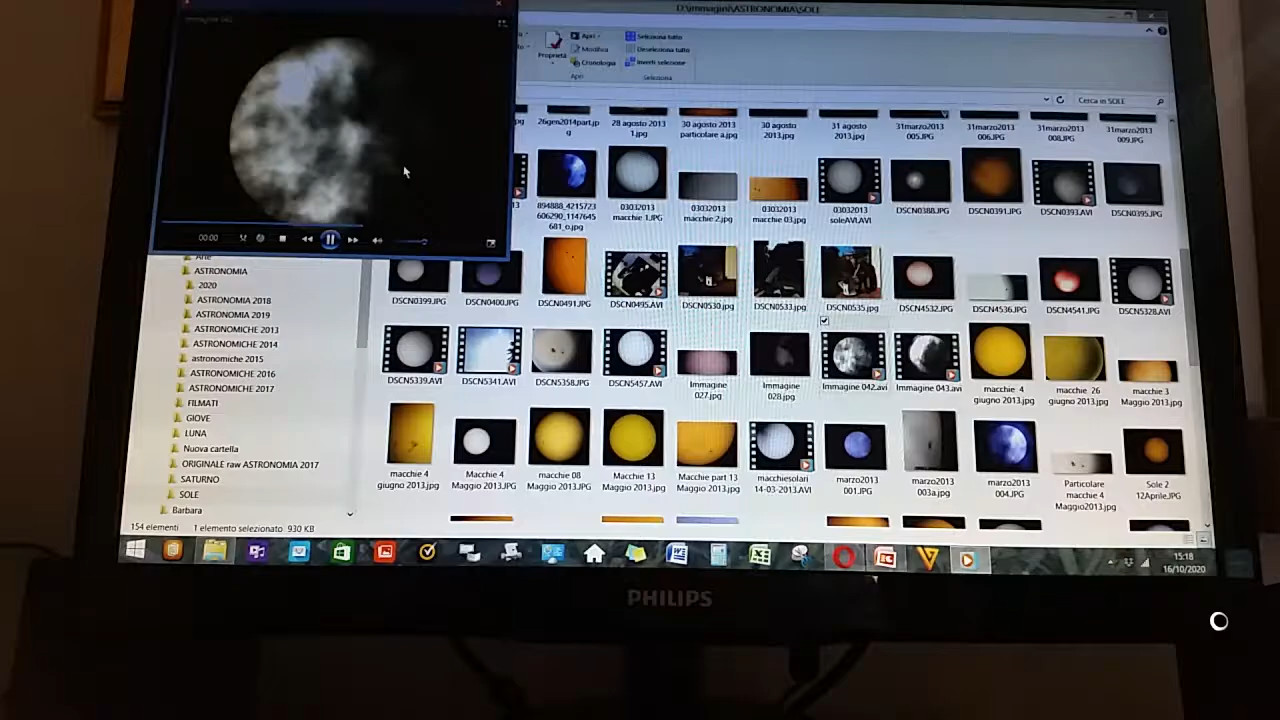 D:\immagini\ASTRONOMIA\SOLE
Immagine 042
Proprietà
Apri
Modifica
Cronologia
Apri
Seleziona tutto
Deseleziona tutto
Inverti selezione
Seleziona
Cerca in SOLE
26gen2014part.jp
g
28 agosto 2013
1.jpg
30 agosto 2013
particolare a.jpg
30 agosto
2013.jpg
31 agosto
2013.jpg
31marzo2013
005.JPG
31marzo2013
006.JPG
31marzo2013
008.JPG
31marzo2013
009.JPG
894888_4215723
606290_1147645
681_o.jpg
03032013
macchie 1.JPG
03032013
macchie 2.jpg
03032013
macchie 03.jpg
03032013
soleAVI.AVI
DSCN0388.JPG
DSCN0391.JPG
DSCN0393.AVI
DSCN0395.JPG
00:00
DSCN0399.JPG
DSCN0400.JPG
DSCN0491.JPG
DSCN0495.AVI
DSCN0530.jpg
DSCN0533.jpg
DSCN0535.jpg
DSCN4532.JPG
DSCN4536.JPG
DSCN4541.JPG
DSCN5328.AVI
DSCN5339.AVI
DSCN5341.AVI
DSCN5358.JPG
DSCN5457.AVI
Immagine
027.jpg
Immagine
028.jpg
Immagine 042.avi
Immagine 043.avi
macchie 4
giugno 2013.jpg
macchie 26
giugno 2013.jpg
macchie 3
Maggio 2013.jpg
macchie 4
giugno 2013.jpg
Macchie 4
Maggio 2013.JPG
macchie 08
Maggio 2013.JPG
Macchie 13
Maggio 2013.jpg
Macchie part 13
Maggio 2013.JPG
macchiesolari
14-03-2013.AVI
marzo2013
001.JPG
marzo2013
003a.jpg
marzo2013
004.JPG
Particolare
macchie 4
Maggio2013.jpg
Sole 2
12Aprile.JPG
Arte
ASTRONOMIA
2020
ASTRONOMIA 2018
ASTRONOMIA 2019
ASTRONOMICHE 2013
ASTRONOMICHE 2014
astronomiche 2015
ASTRONOMICHE 2016
ASTRONOMICHE 2017
FILMATI
GIOVE
LUNA
Nuova cartella
ORIGINALE raw ASTRONOMIA 2017
SATURNO
SOLE
Barbara
154 elementi 1 elemento selezionato 930 KB
15:18
16/10/2020
PHILIPS